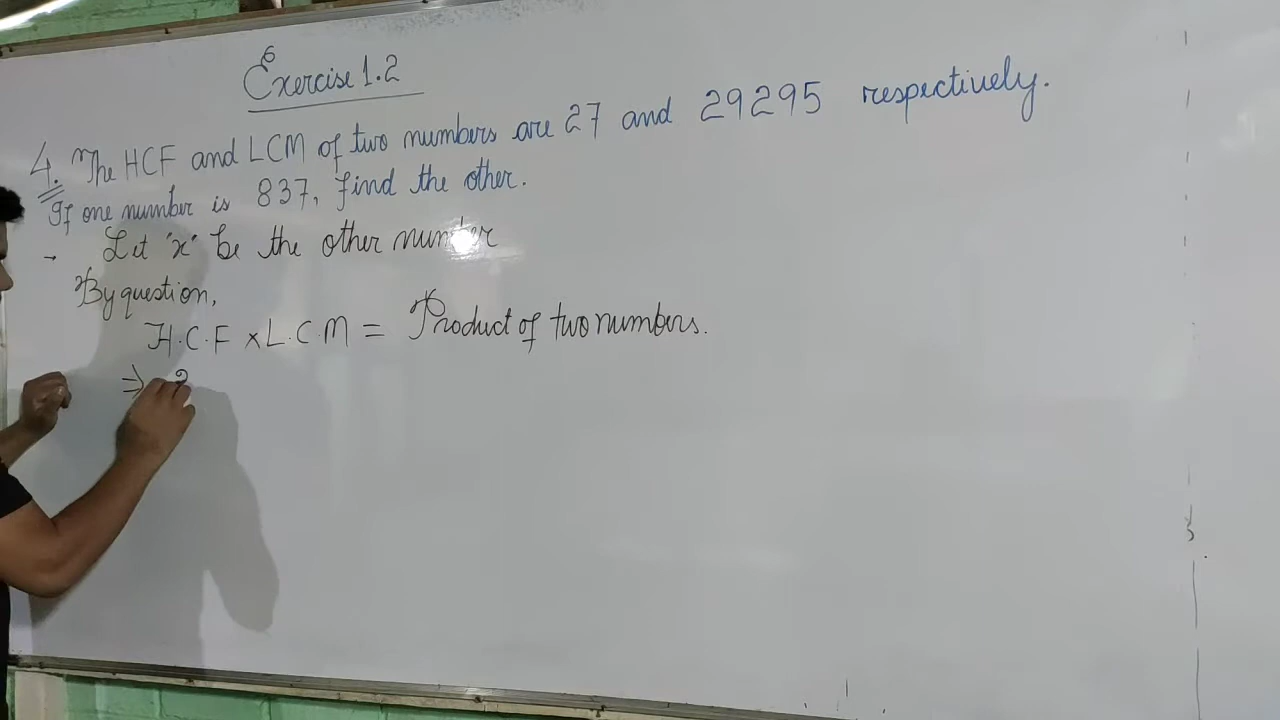 Exercise 1.2
4. The HCF and LCM of two numbers are 27 and 29295 respectively.
If one number is 837, find the other.
- Let 'x' be the other number
By question,
H.C.F × L.C.M = Product of two numbers.
⇒ 2